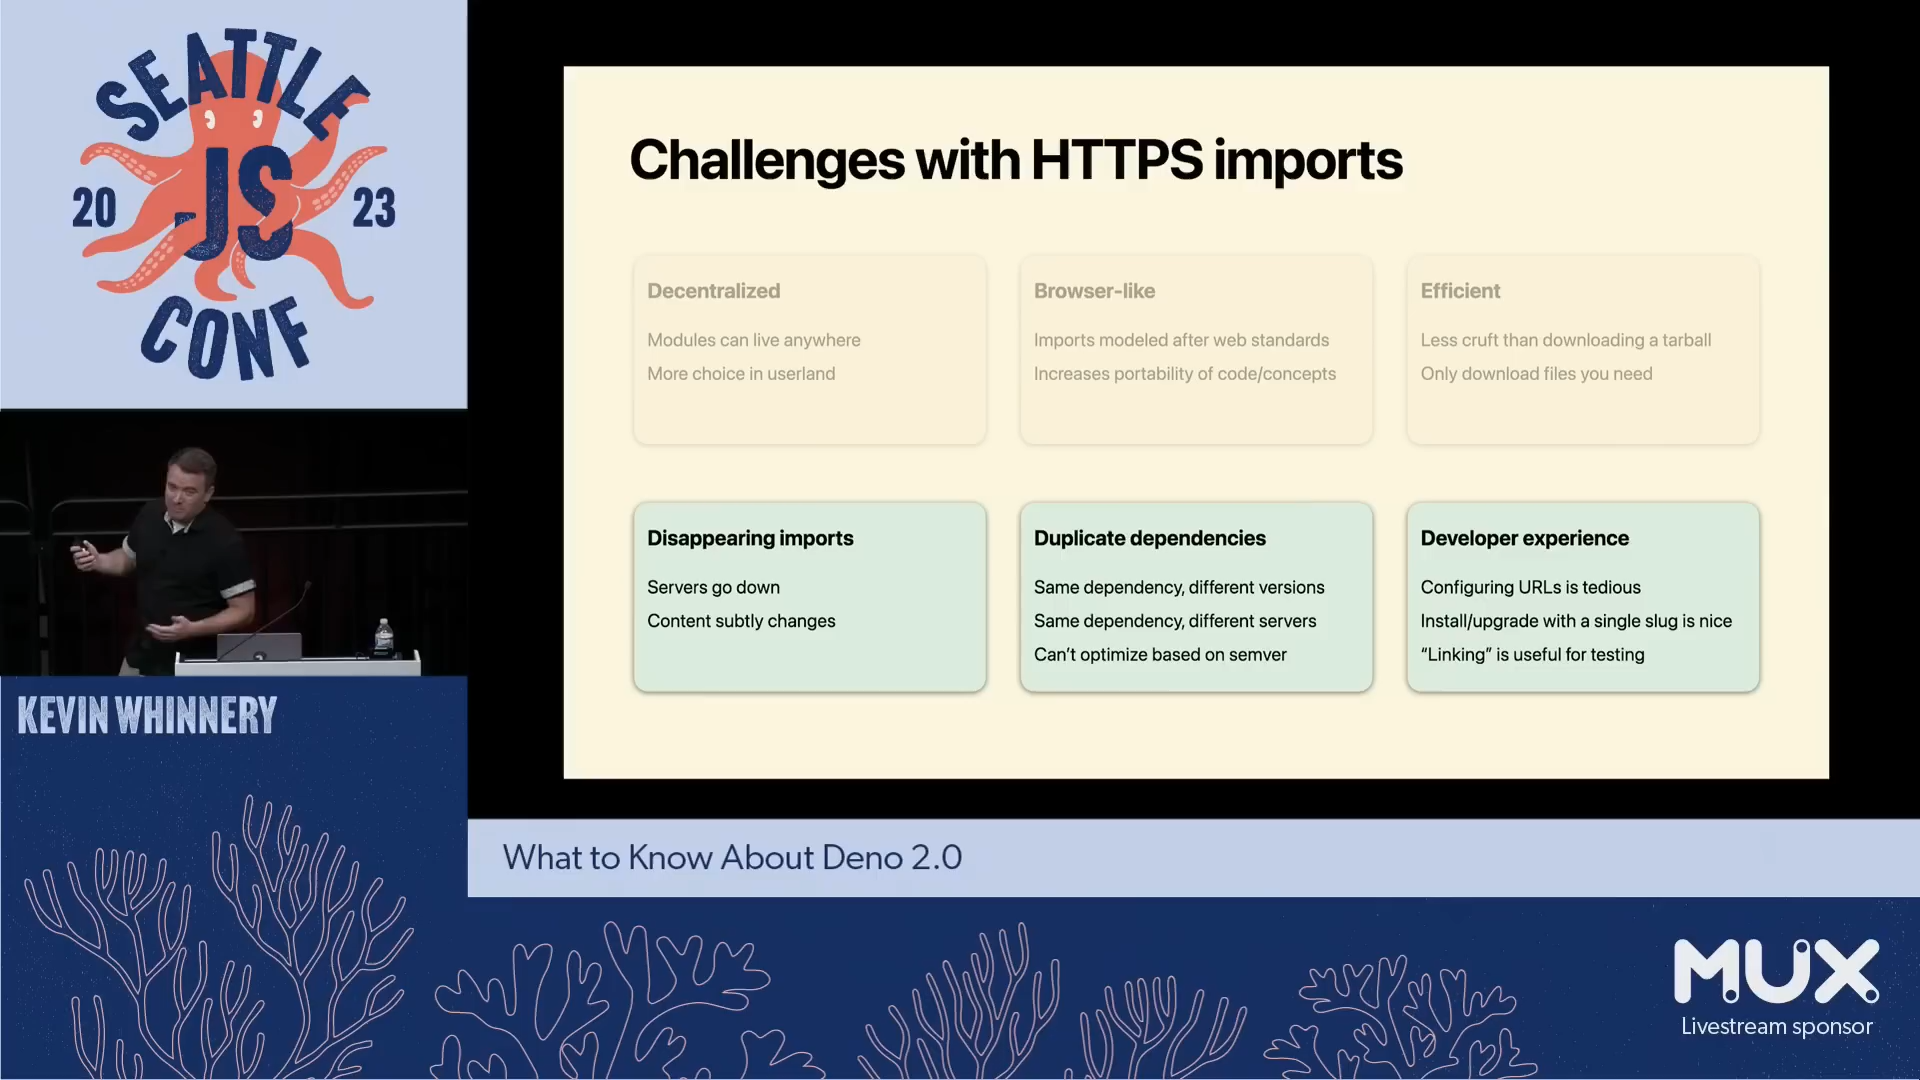 SEATTLE
JS
20 23
CONF
Challenges with HTTPS imports
Decentralized
Modules can live anywhere
More choice in userland
Browser-like
Imports modeled after web standards
Increases portability of code/concepts
Efficient
Less cruft than downloading a tarball
Only download files you need
Disappearing imports
Servers go down
Content subtly changes
Duplicate dependencies
Same dependency, different versions
Same dependency, different servers
Can’t optimize based on semver
Developer experience
Configuring URLs is tedious
Install/upgrade with a single slug is nice
“Linking” is useful for testing
KEVIN WHINNERY
What to Know About Deno 2.0
MUX
Livestream sponsor